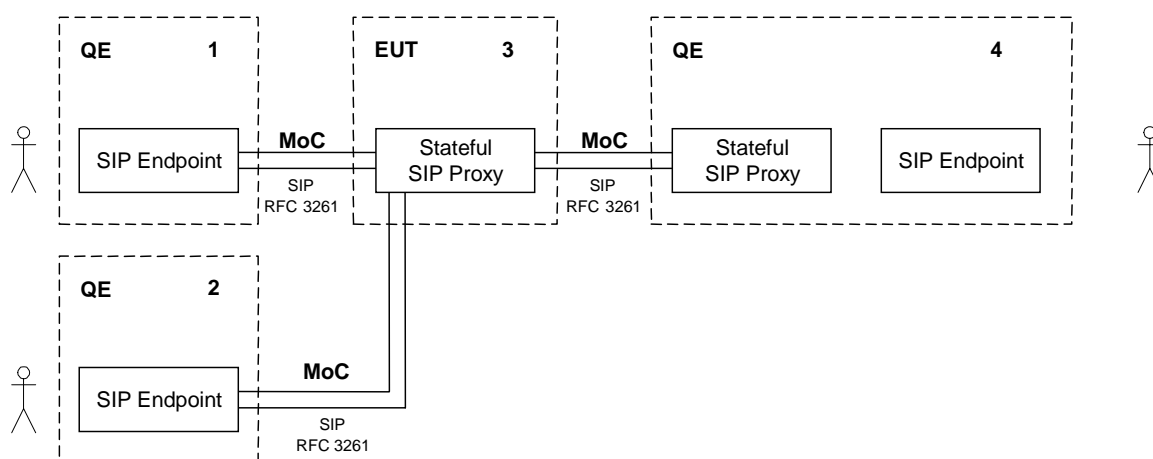 QE 1
EUT 3
QE 4
SIP Endpoint
MoC
SIP
RFC 3261
Stateful
SIP Proxy
MoC
SIP
RFC 3261
Stateful
SIP Proxy
SIP Endpoint
QE 2
SIP Endpoint
MoC
SIP
RFC 3261